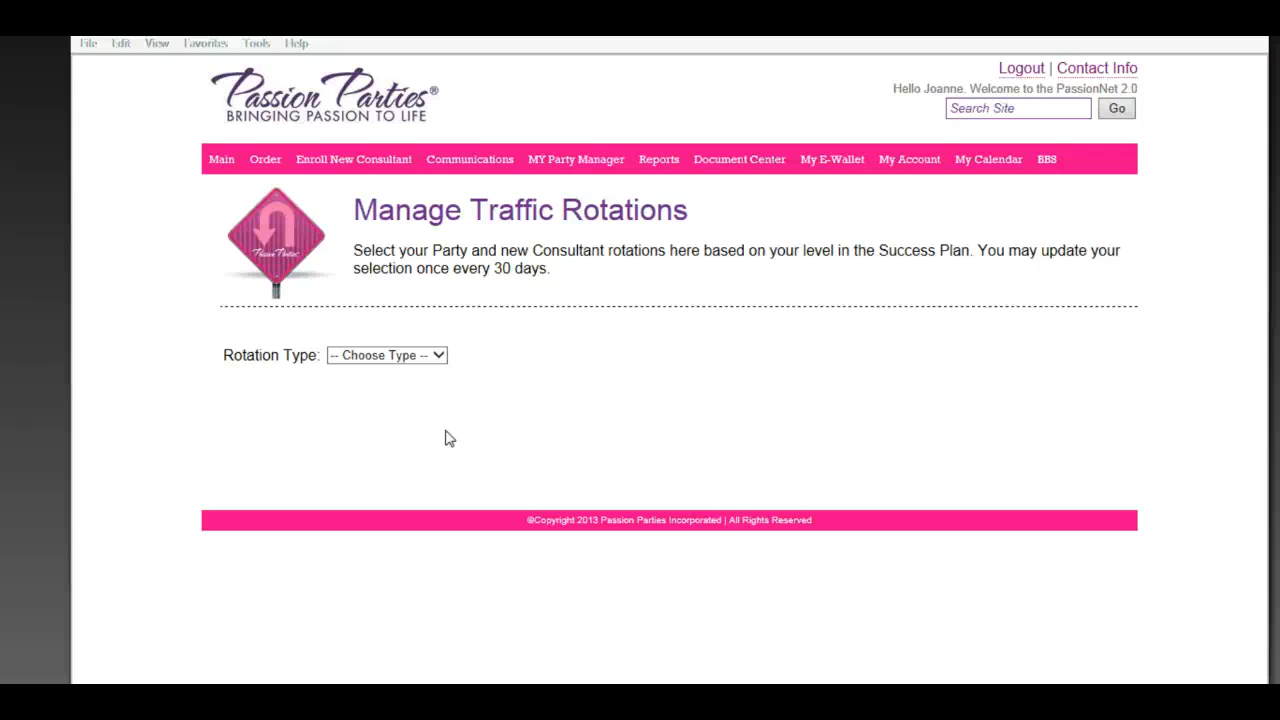 File Edit View Favorites Tools Help
Logout | Contact Info
Passion Parties®
BRINGING PASSION TO LIFE
Hello Joanne. Welcome to the PassionNet 2.0
Search Site Go
Main Order Enroll New Consultant Communications MY Party Manager Reports Document Center My E-Wallet My Account My Calendar BBS
Manage Traffic Rotations
Passion Parties
Select your Party and new Consultant rotations here based on your level in the Success Plan. You may update your
selection once every 30 days.
Rotation Type: -- Choose Type --
©Copyright 2013 Passion Parties Incorporated | All Rights Reserved